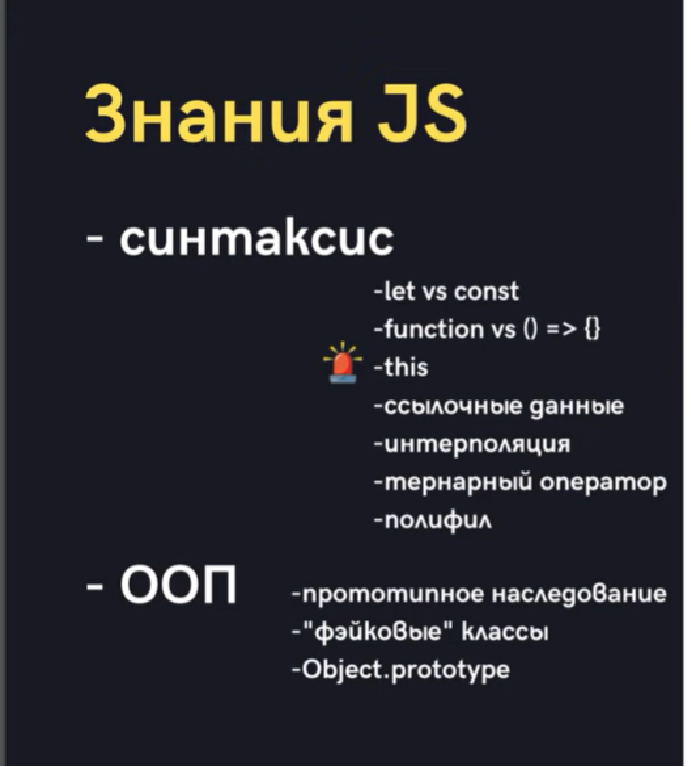 Знания JS
- синтаксис
-let vs const
-function vs () => {}
-this
-ссылочные данные
-интерполяция
-тернарный оператор
-полифил
- ООП
-прототипное наследование
-"фэйковые" классы
-Object.prototype